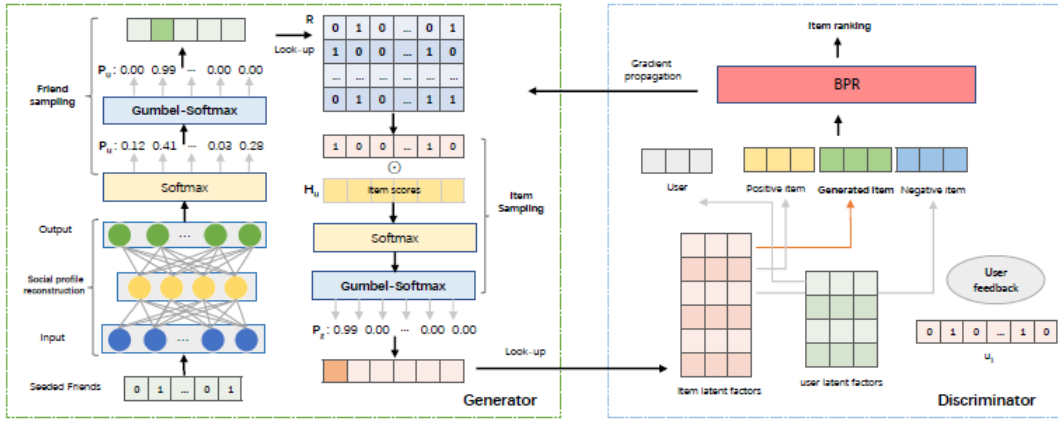 Friend
sampling
P_u: 0.00 0.99 ... 0.00 0.00
Gumbel-Softmax
P_u: 0.12 0.41 ... 0.03 0.28
Softmax
Output
...
Social profile
reconstruction
Input
...
Seeded Friends
0 1 ... 0 1
Look-up
R
0 1 0 ... 0 1
1 0 0 ... 1 0
... ... ... ... ... ...
0 1 0 ... 1 1
1 0 0 ... 1 0
⊙
H_u Item scores
Item
Sampling
Softmax
Gumbel-Softmax
P_z: 0.99 0.00 ... 0.00 0.00
Look-up
Generator
Gradient
propagation
Item ranking
BPR
User
Positive item
Generated Item
Negative item
Item latent factors
user latent factors
User
feedback
0 1 0 ... 1 0
u_i
Discriminator